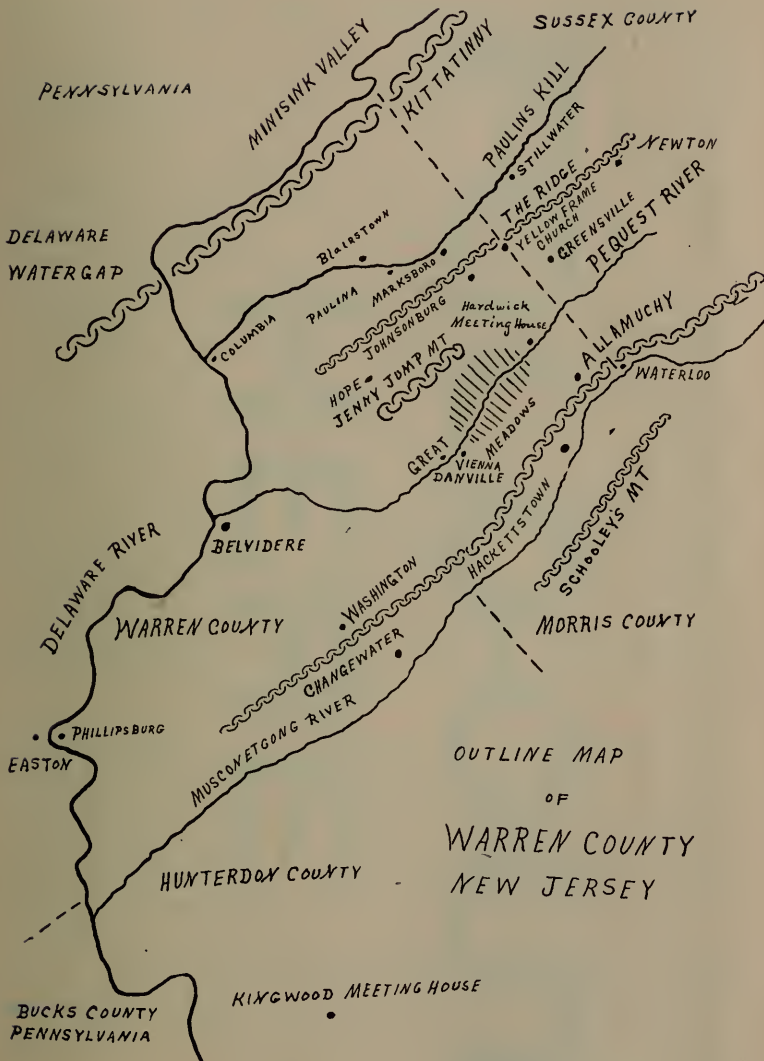 SUSSEX COUNTY
PENNSYLVANIA
MINISINK VALLEY
KITTATINNY
PAULINS KILL
STILLWATER
NEWTON
THE RIDGE
YELLOW FRAME
CHURCH
GREENSVILLE
PEQUEST RIVER
DELAWARE
WATERGAP
BLAIRSTOWN
PAULINA
MARKSBORO
COLUMBIA
JOHNSONBURG
Hardwick
Meeting House
ALLAMUCHY
WATERLOO
HOPE
JENNY JUMP MT
GREAT
MEADOWS
VIENNA
DANVILLE
HACKETTSTOWN
SCHOOLEY'S MT
BELVIDERE
DELAWARE RIVER
WARREN COUNTY
WASHINGTON
MORRIS COUNTY
CHANGEWATER
PHILLIPSBURG
EASTON
MUSCONETGONG RIVER
OUTLINE MAP
OF
WARREN COUNTY
NEW JERSEY
HUNTERDON COUNTY
KINGWOOD MEETING HOUSE
BUCKS COUNTY
PENNSYLVANIA